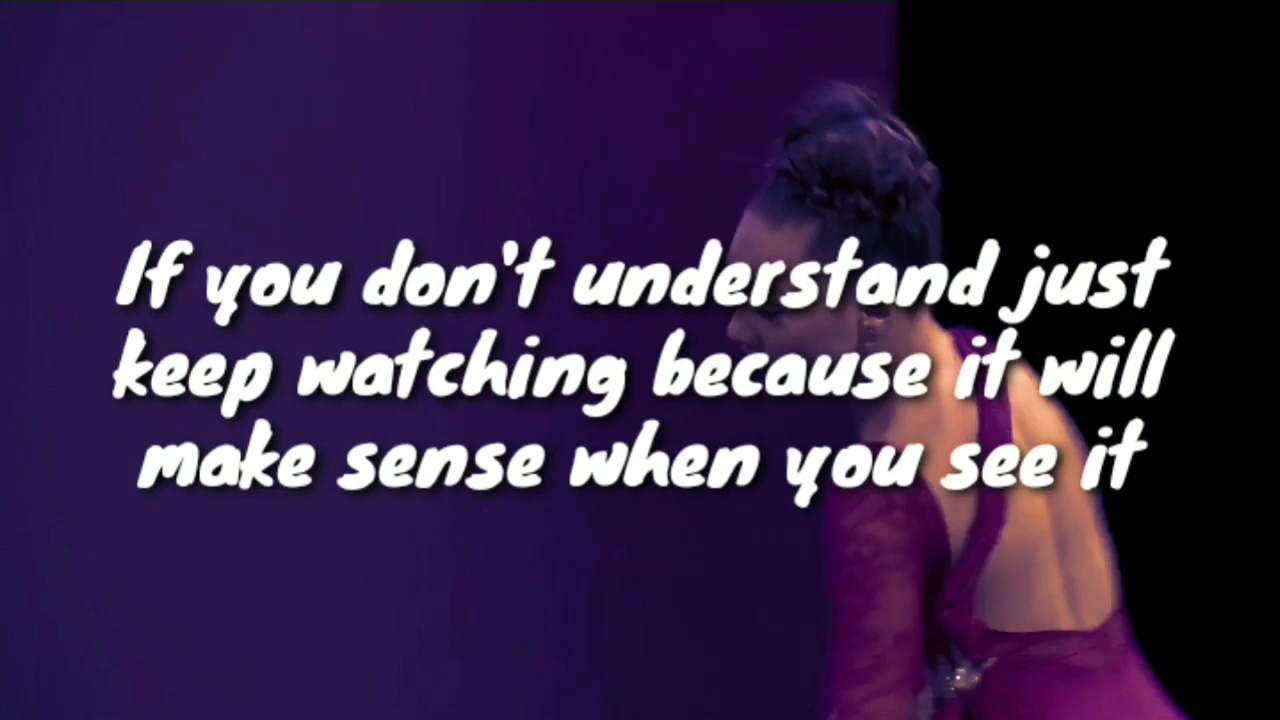 If you don't understand just
keep watching because it will
make sense when you see it